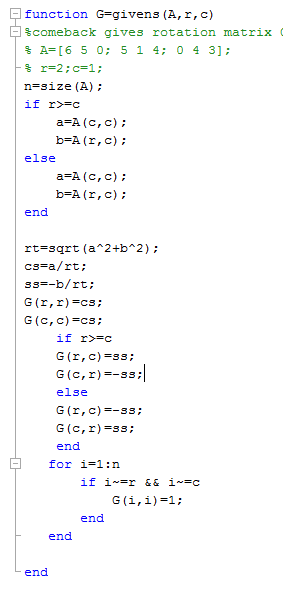 function G=givens(A,r,c)
%comeback gives rotation matrix
% A=[6 5 0; 5 1 4; 0 4 3];
% r=2;c=1;
n=size(A);
if r>=c
    a=A(c,c);
    b=A(r,c);
else
    a=A(c,c);
    b=A(r,c);
end

rt=sqrt(a^2+b^2);
cs=a/rt;
ss=-b/rt;
G(r,r)=cs;
G(c,c)=cs;
    if r>=c
    G(r,c)=ss;
    G(c,r)=-ss;
    else
    G(r,c)=-ss;
    G(c,r)=ss;
    end
   for i=1:n
       if i~=r && i~=c
           G(i,i)=1;
       end
   end

end